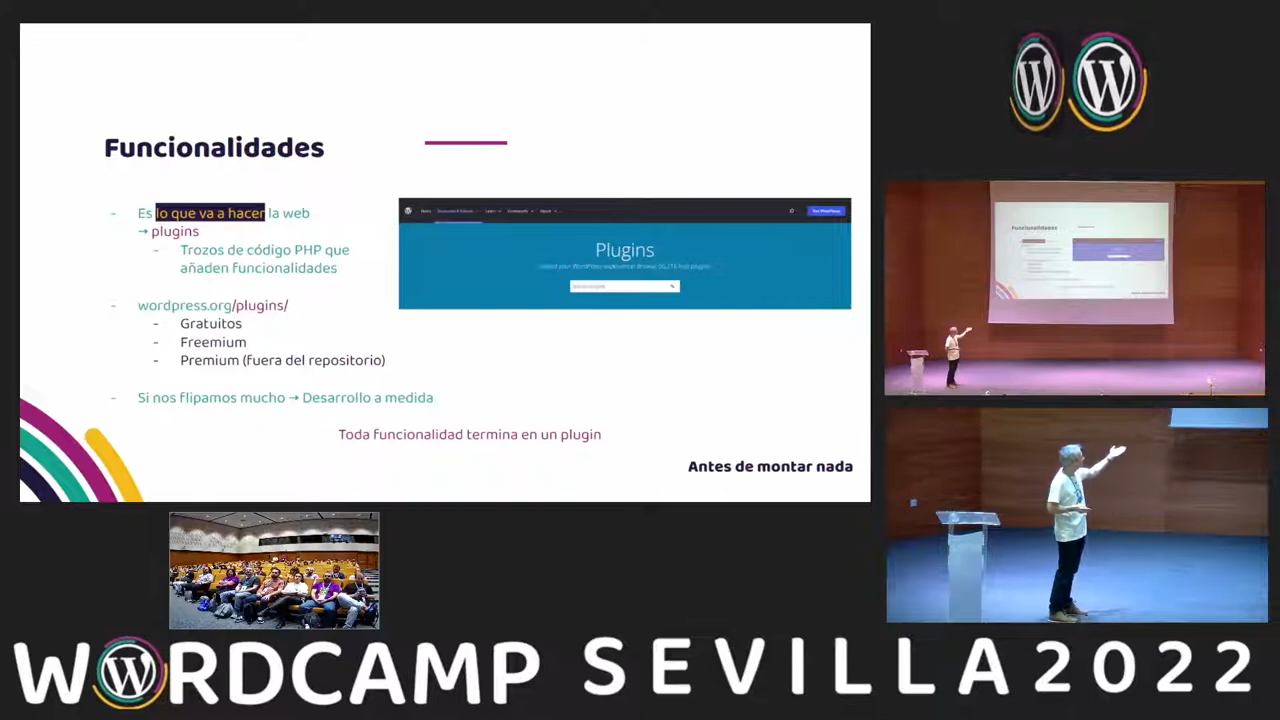 Funcionalidades
- Es lo que va a hacer la web
→ plugins
- Trozos de código PHP que
añaden funcionalidades
- wordpress.org/plugins/
- Gratuitos
- Freemium
- Premium (fuera del repositorio)
- Si nos flipamos mucho → Desarrollo a medida
Plugins
Toda funcionalidad termina en un plugin
Antes de montar nada
Funcionalidades
WORDCAMP SEVILLA 2022